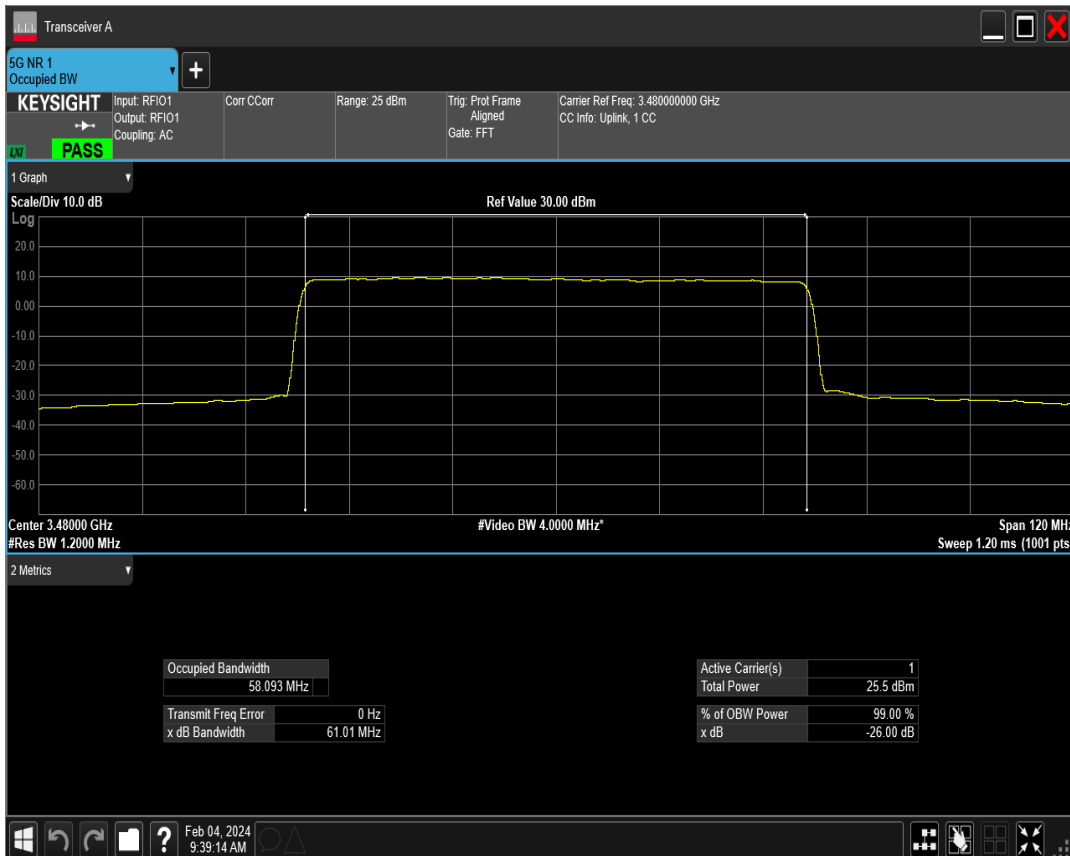 Transceiver A
5G NR 1
Occupied BW
KEYSIGHT
LXI
PASS
Input: RFIO1
Output: RFIO1
Coupling: AC
Corr CCorr
Range: 25 dBm
Trig: Prot Frame
Aligned
Gate: FFT
Carrier Ref Freq: 3.480000000 GHz
CC Info: Uplink, 1 CC
1 Graph
Scale/Div 10.0 dB
Ref Value 30.00 dBm
Log
20.0
10.0
0.00
-10.0
-20.0
-30.0
-40.0
-50.0
-60.0
Center 3.48000 GHz
#Video BW 4.0000 MHz*
Span 120 MHz
#Res BW 1.2000 MHz
Sweep 1.20 ms (1001 pts
2 Metrics
Occupied Bandwidth
58.093 MHz
Transmit Freq Error 0 Hz
x dB Bandwidth 61.01 MHz
Active Carrier(s) 1
Total Power 25.5 dBm
% of OBW Power 99.00 %
x dB -26.00 dB
?
Feb 04, 2024
9:39:14 AM